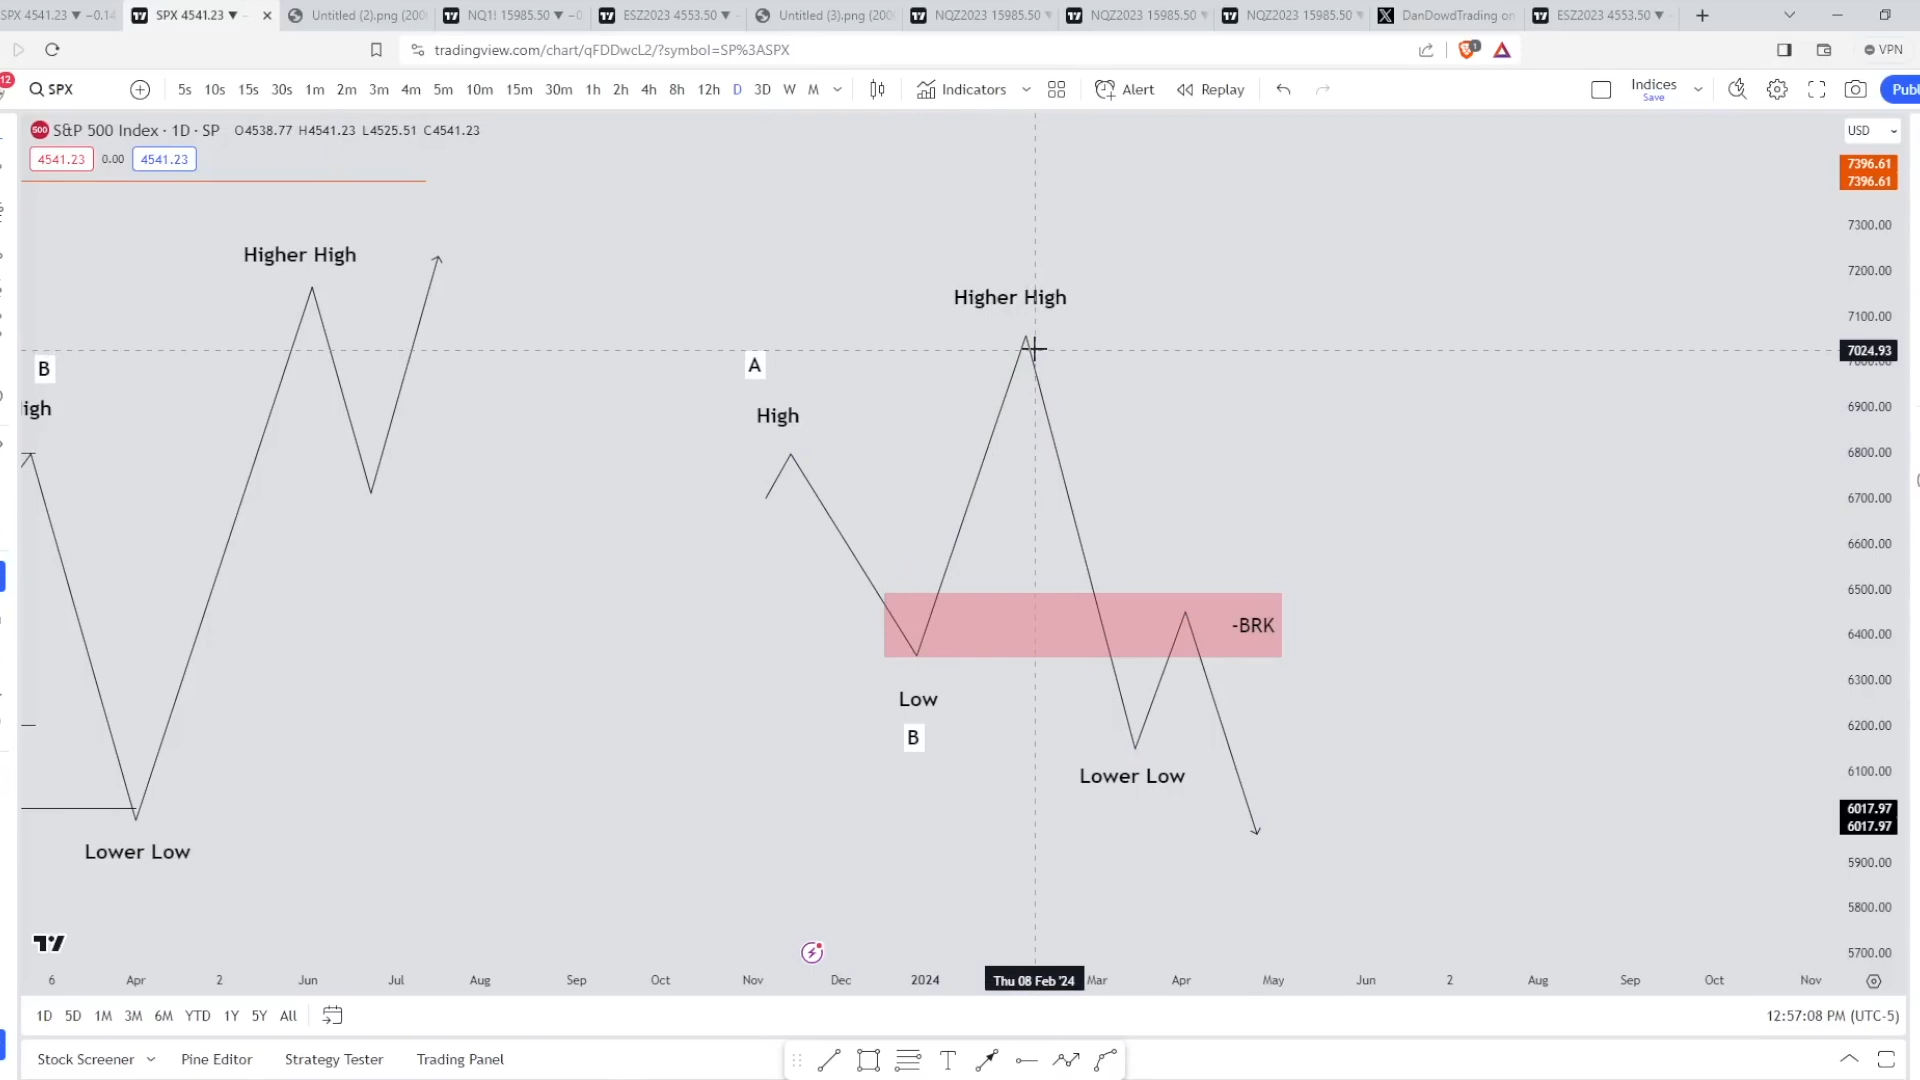 SPX 4541.23 ▼ −0.14
SPX 4541.23 ▼
Untitled (2).png (200
NQ1! 15985.50 ▼ −0
ESZ2023 4553.50 ▼
Untitled (3).png (200
NQZ2023 15985.50 ▼
NQZ2023 15985.50 ▼
NQZ2023 15985.50 ▼
DanDowdTrading on
ESZ2023 4553.50 ▼
tradingview.com/chart/qFDDwcL2/?symbol=SP%3ASPX
1
VPN
12
SPX
5s 10s 15s 30s 1m 2m 3m 4m 5m 10m 15m 30m 1h 2h 4h 8h 12h D 3D W M
Indicators
Alert
Replay
Indices
Save
Publ
500
S&P 500 Index · 1D · SP O4538.77 H4541.23 L4525.51 C4541.23
USD
4541.23 0.00 4541.23
7396.61
7396.61
7300.00
Higher High
7200.00
Higher High
7100.00
7024.93
B
A
igh
High
6900.00
6800.00
6700.00
6600.00
6500.00
-BRK
6400.00
6300.00
Low
6200.00
B
Lower Low
6100.00
6017.97
6017.97
Lower Low
5900.00
5800.00
5700.00
6 Apr 2 Jun Jul Aug Sep Oct Nov Dec 2024 Thu 08 Feb '24 Mar Apr May Jun 2 Aug Sep Oct Nov
1D 5D 1M 3M 6M YTD 1Y 5Y All
12:57:08 PM (UTC-5)
Stock Screener Pine Editor Strategy Tester Trading Panel